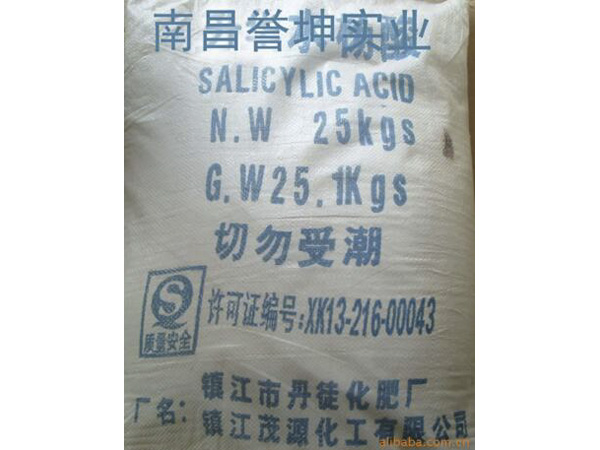 南昌誉坤实业
SALICYLIC ACID
N.W 25kgs
G.W25.1Kgs
切勿受潮
质量安全
许可证编号:XK13-216-00043
厂名:
镇江市丹徒化肥厂
镇江茂源化工有限公司
alibaba.com.cn